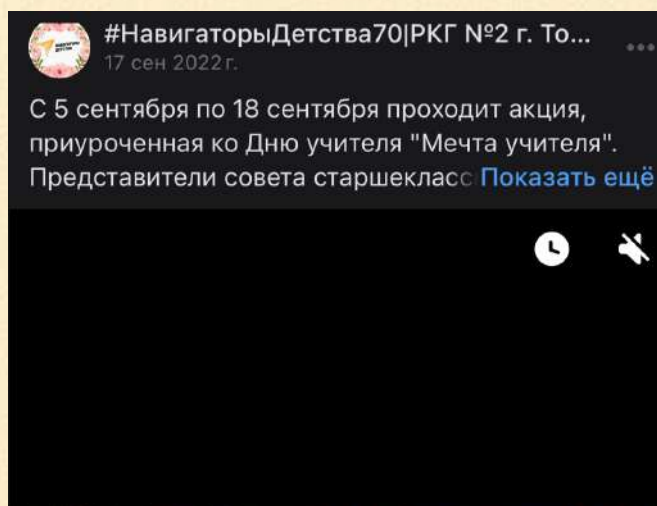 #НавигаторыДетства70|РКГ №2 г. То...
17 сен 2022 г.
С 5 сентября по 18 сентября проходит акция,
приуроченная ко Дню учителя "Мечта учителя".
Представители совета старшекласс Показать ещё